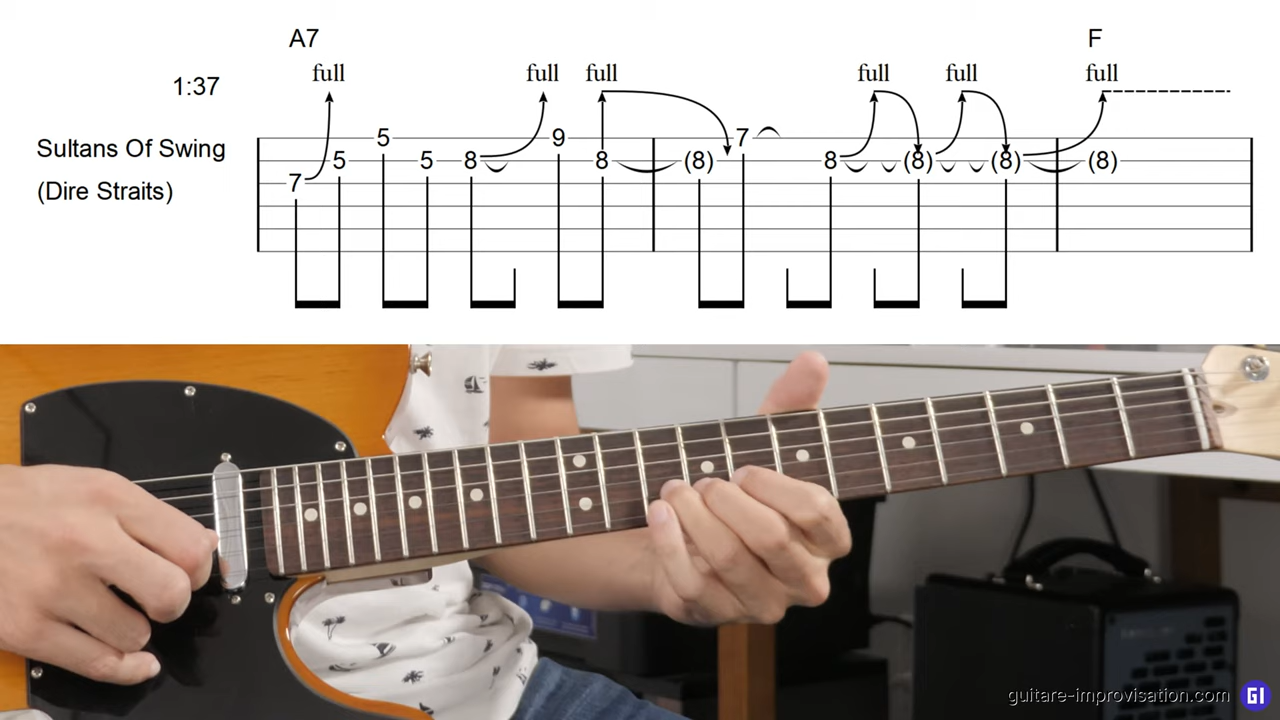 A7 F
full full full full full full
1:37
5 9 7
Sultans Of Swing
5 5 8 8 (8) 8 (8) (8) (8)
7
(Dire Straits)
guitare-improvisation.com GI